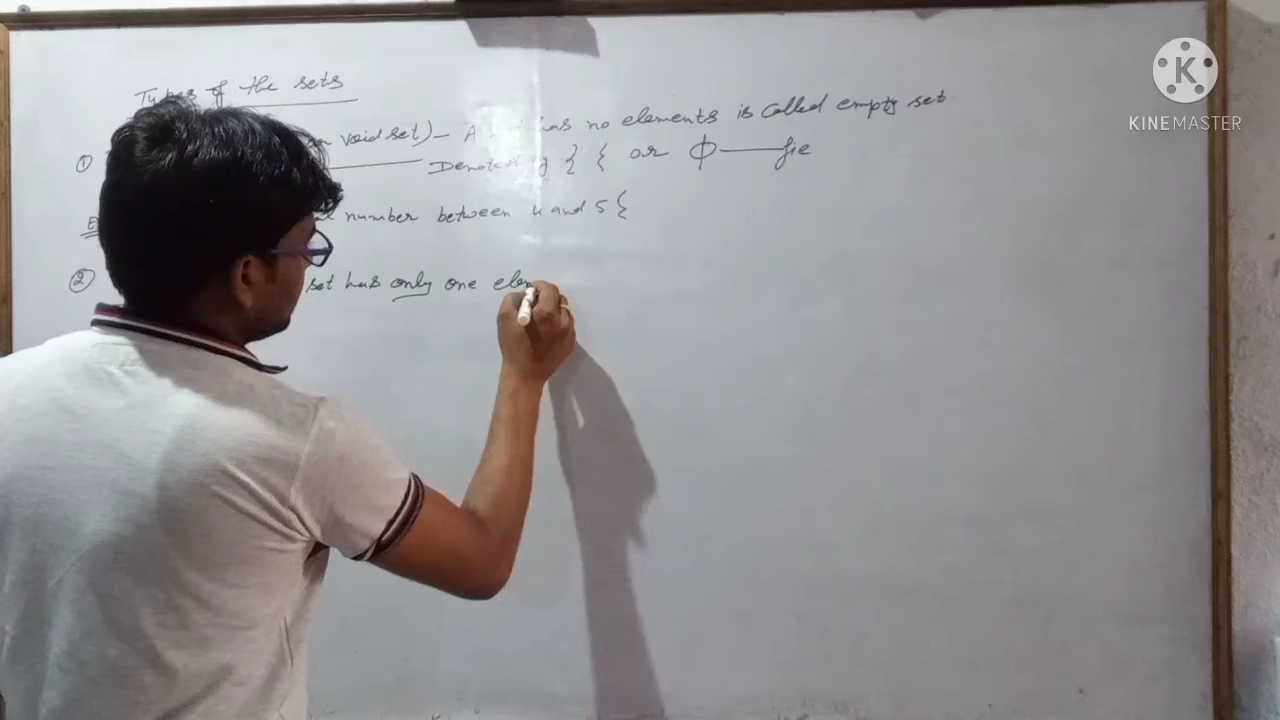 Types of the sets
① void set) - A has no elements is called empty set.
Denoted by } { or Φ — fie
number between 4 and 5 {
② set has only one elem
KINEMASTER